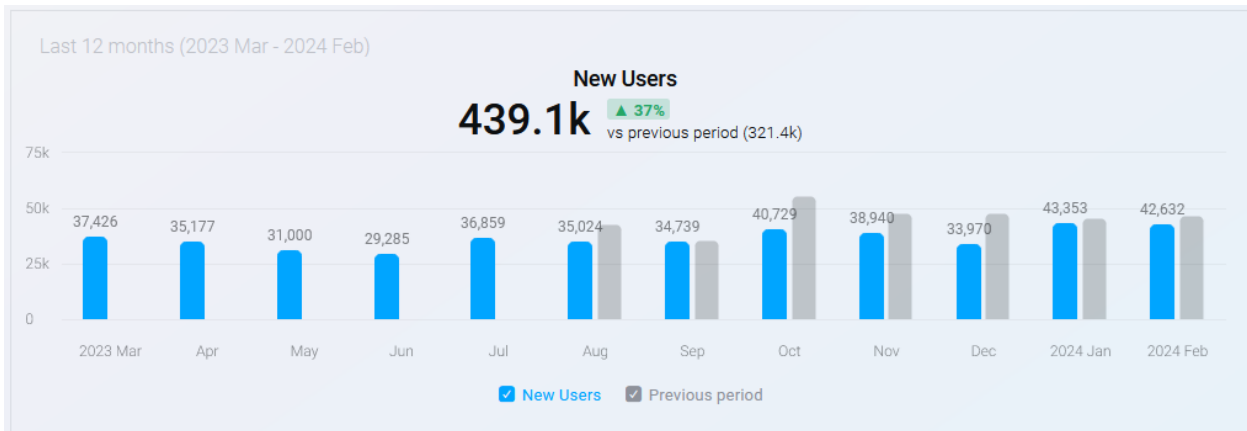 Last 12 months (2023 Mar - 2024 Feb)
New Users
439.1k ▲ 37%
vs previous period (321.4k)
75k
50k
25k
0
37,426 35,177 31,000 29,285 36,859 35,024 34,739 40,729 38,940 33,970 43,353 42,632
2023 Mar Apr May Jun Jul Aug Sep Oct Nov Dec 2024 Jan 2024 Feb
New Users Previous period